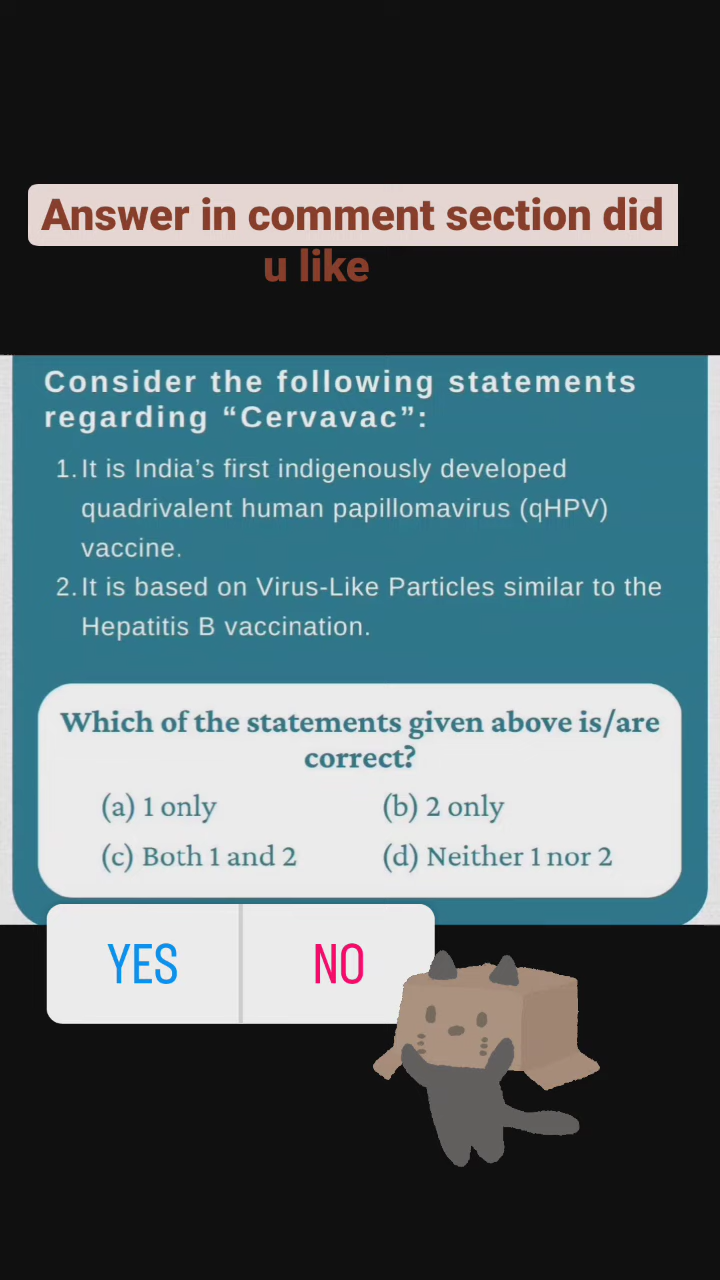 Answer in comment section did
u like
Consider the following statements
regarding “Cervavac”:
1. It is India’s first indigenously developed
quadrivalent human papillomavirus (qHPV)
vaccine.
2. It is based on Virus-Like Particles similar to the
Hepatitis B vaccination.
Which of the statements given above is/are
correct?
(a) 1 only (b) 2 only
(c) Both 1 and 2 (d) Neither 1 nor 2
YES NO